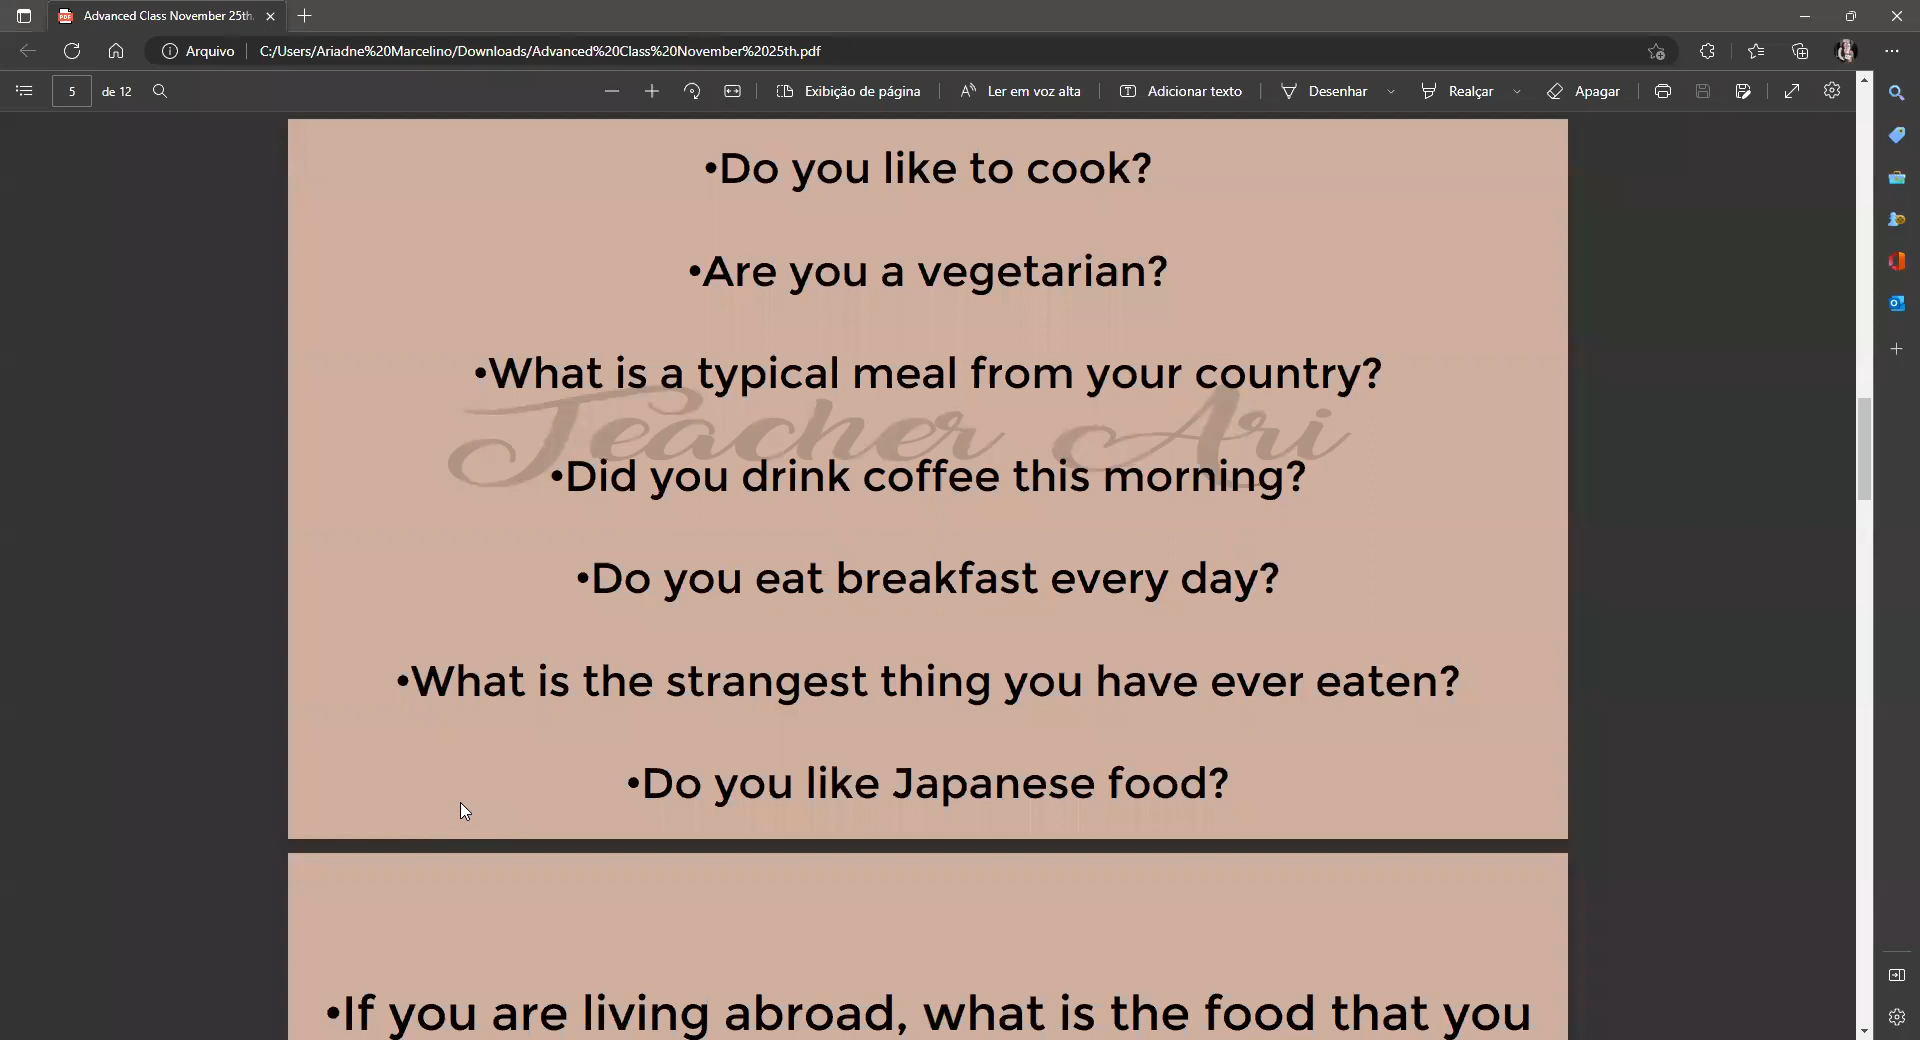 Advanced Class November 25th.
Arquivo
C:/Users/Ariadne%20Marcelino/Downloads/Advanced%20Class%20November%2025th.pdf
5 de 12
Exibição de página
Ler em voz alta
Adicionar texto
Desenhar
Realçar
Apagar
•Do you like to cook?
•Are you a vegetarian?
•What is a typical meal from your country?
Teacher Ari
•Did you drink coffee this morning?
•Do you eat breakfast every day?
•What is the strangest thing you have ever eaten?
•Do you like Japanese food?
•If you are living abroad, what is the food that you